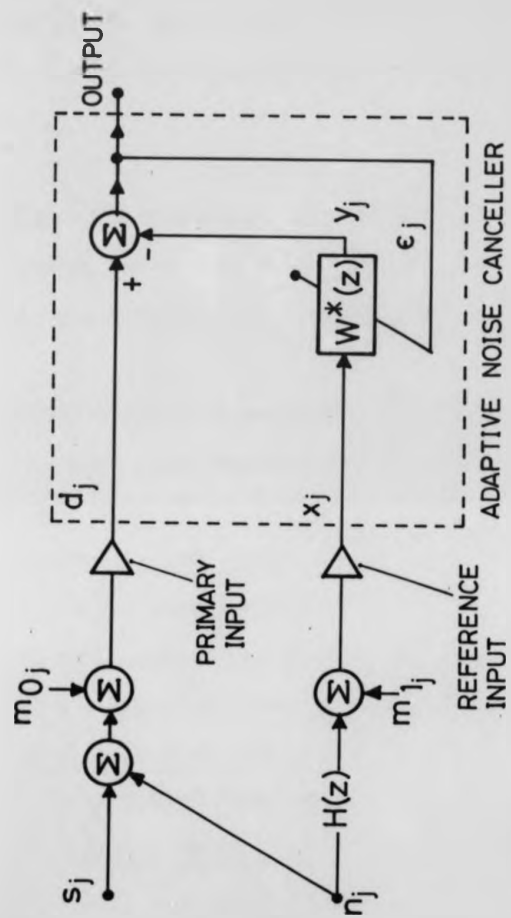 s_j
n_j
H(z)
m_0j
m_1j
PRIMARY
INPUT
REFERENCE
INPUT
d_j
x_j
+
-
Σ
Σ
Σ
Σ
W*(z)
y_j
ϵ_j
OUTPUT
ADAPTIVE NOISE CANCELLER